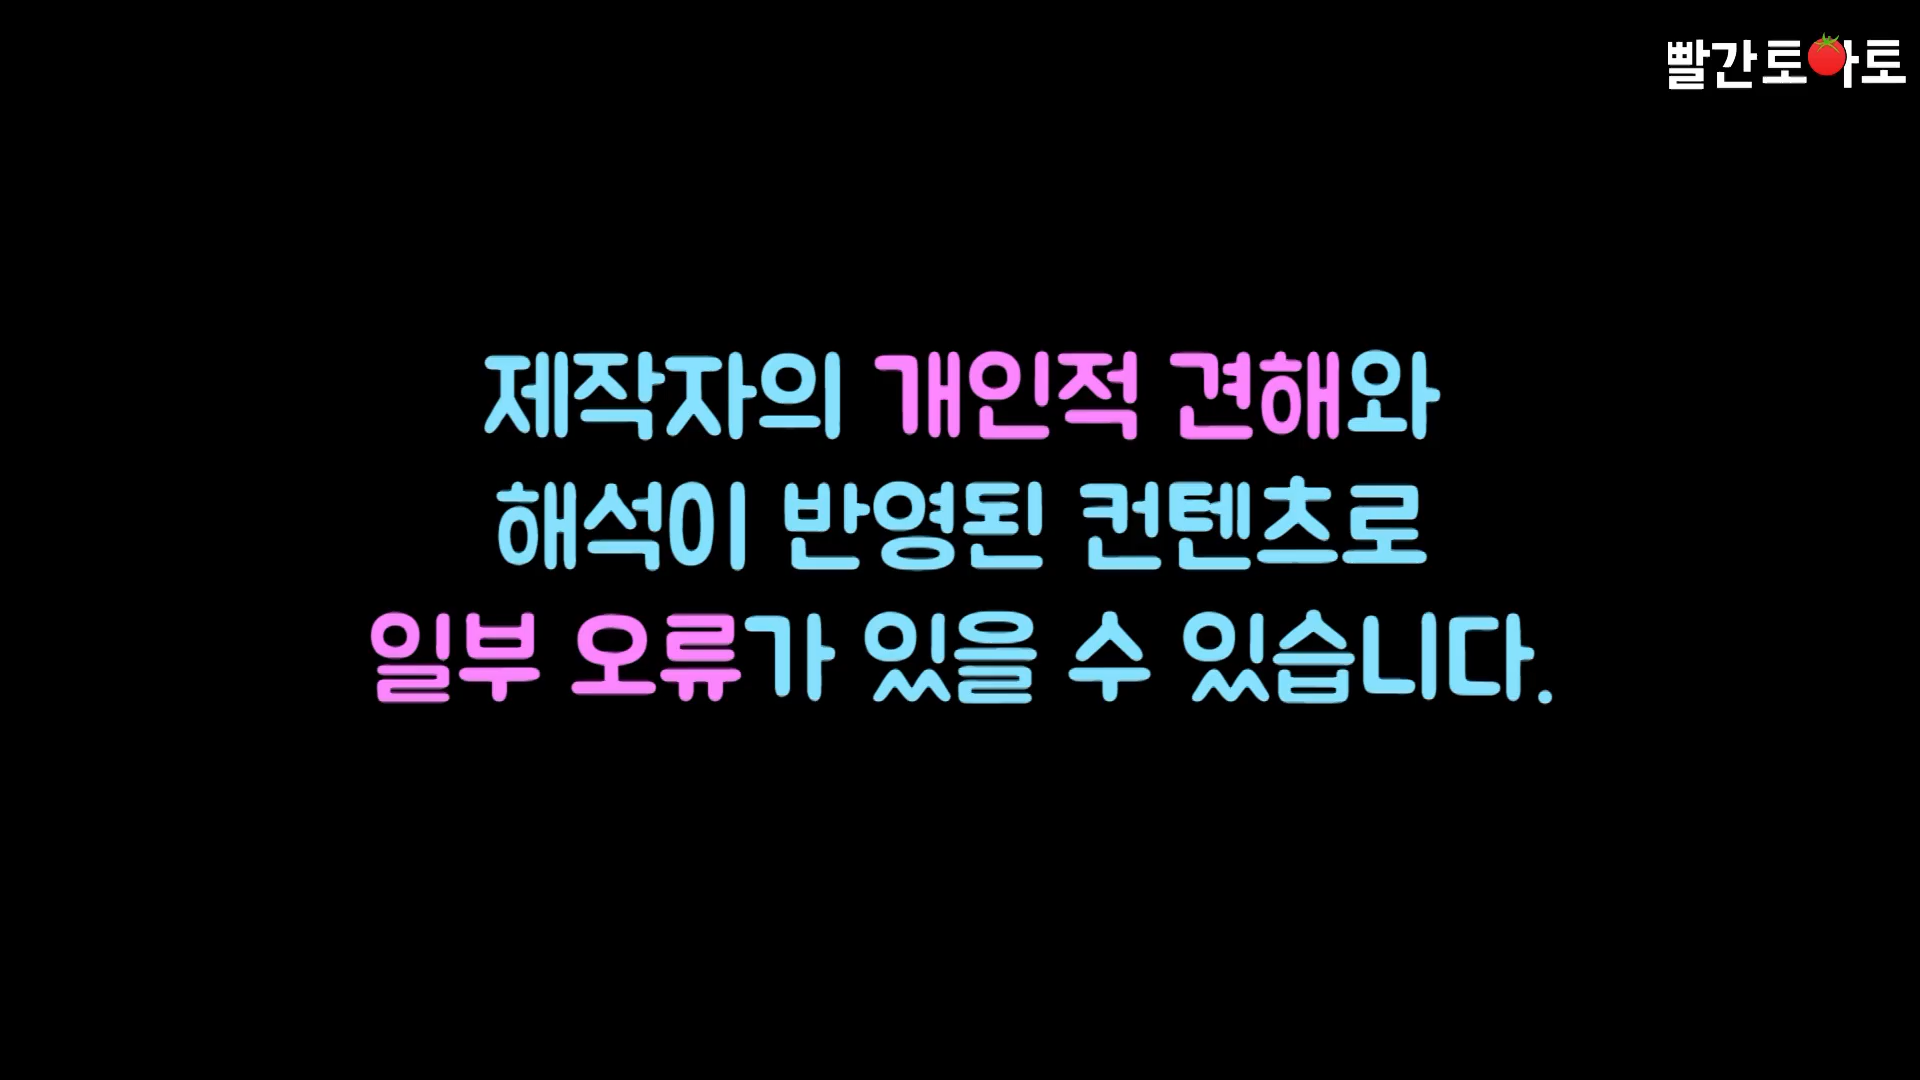 빨간토마토
제작자의 개인적 견해와
해석이 반영된 컨텐츠로
일부 오류가 있을 수 있습니다.